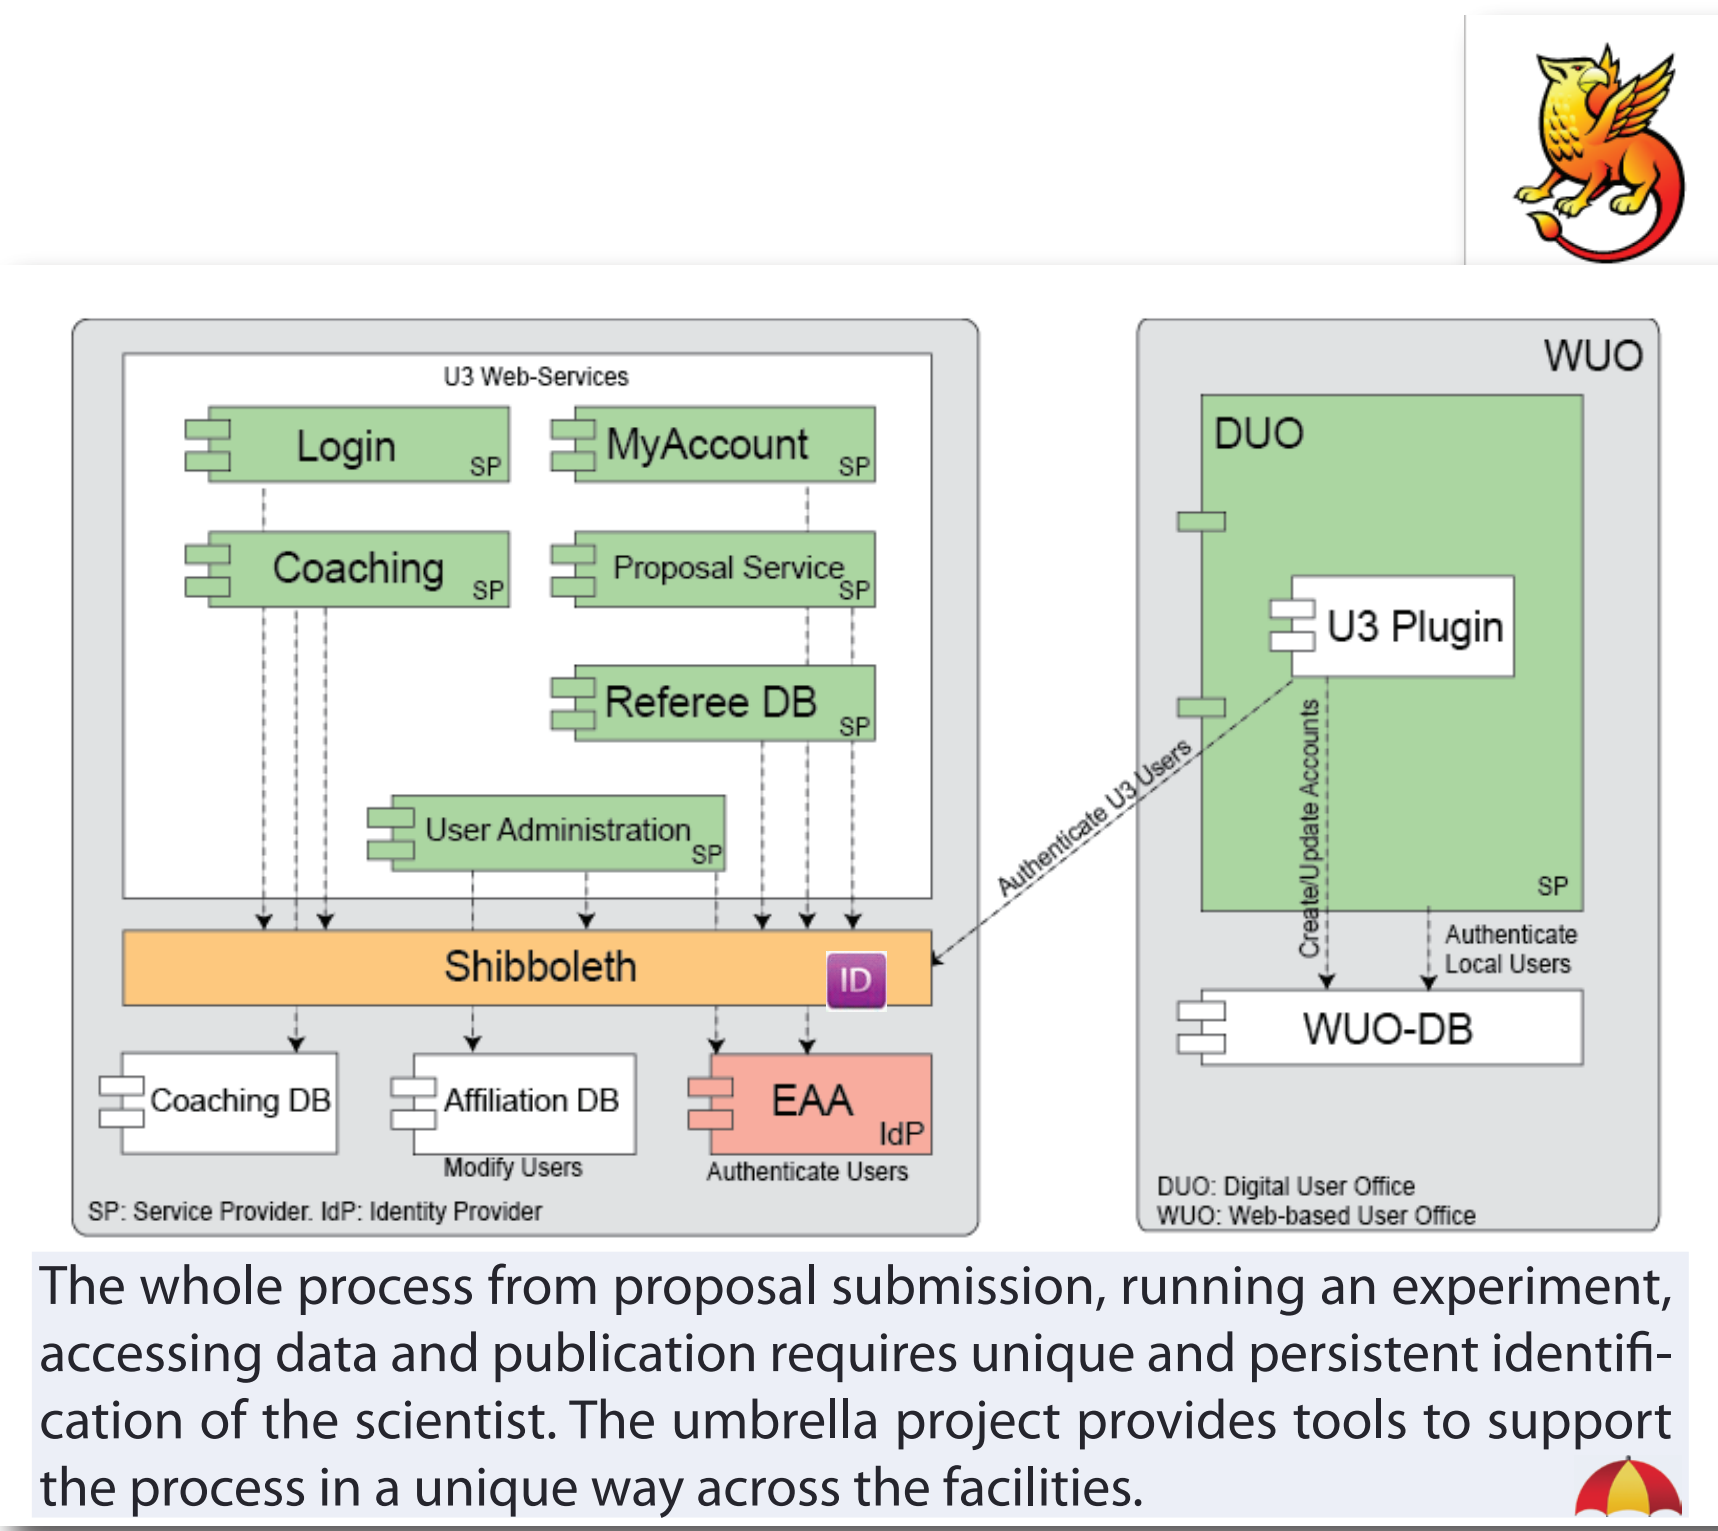 U3 Web-Services
Login
SP
MyAccount
SP
Coaching
SP
Proposal Service
SP
Referee DB
SP
User Administration
SP
Shibboleth
ID
Coaching DB
Affiliation DB
Modify Users
EAA
IdP
Authenticate Users
SP: Service Provider. IdP: Identity Provider
Authenticate U3 Users
WUO
DUO
U3 Plugin
Create/Update Accounts
SP
Authenticate
Local Users
WUO-DB
DUO: Digital User Office
WUO: Web-based User Office
The whole process from proposal submission, running an experiment,
accessing data and publication requires unique and persistent identifi-
cation of the scientist. The umbrella project provides tools to support
the process in a unique way across the facilities.